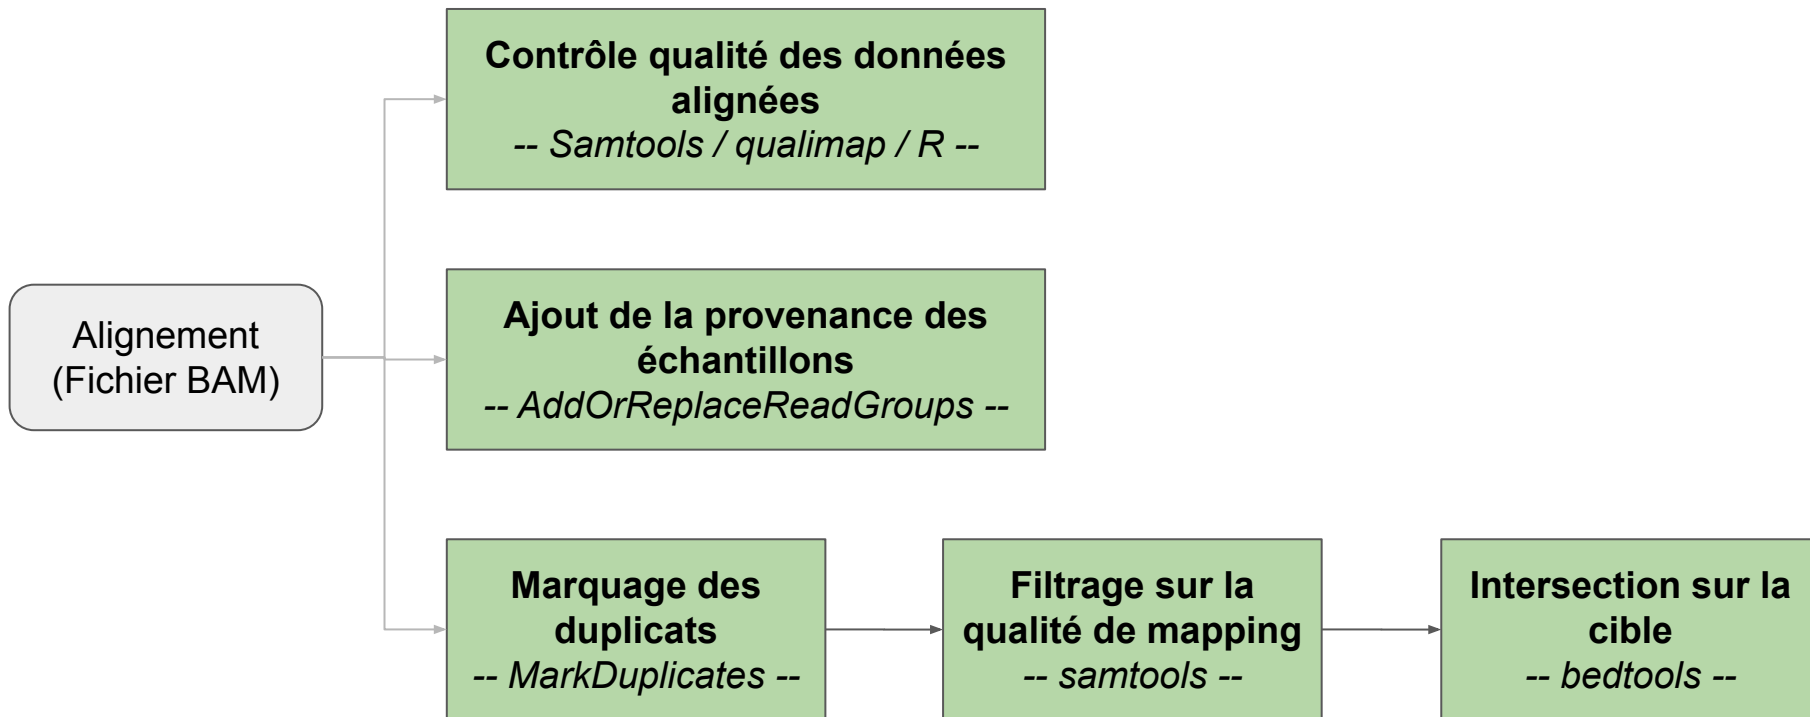 Contrôle qualité des données
alignées
-- Samtools / qualimap / R --
Alignement
(Fichier BAM)
Ajout de la provenance des
échantillons
-- AddOrReplaceReadGroups --
Marquage des
duplicats
-- MarkDuplicates --
Filtrage sur la
qualité de mapping
-- samtools --
Intersection sur la
cible
-- bedtools --